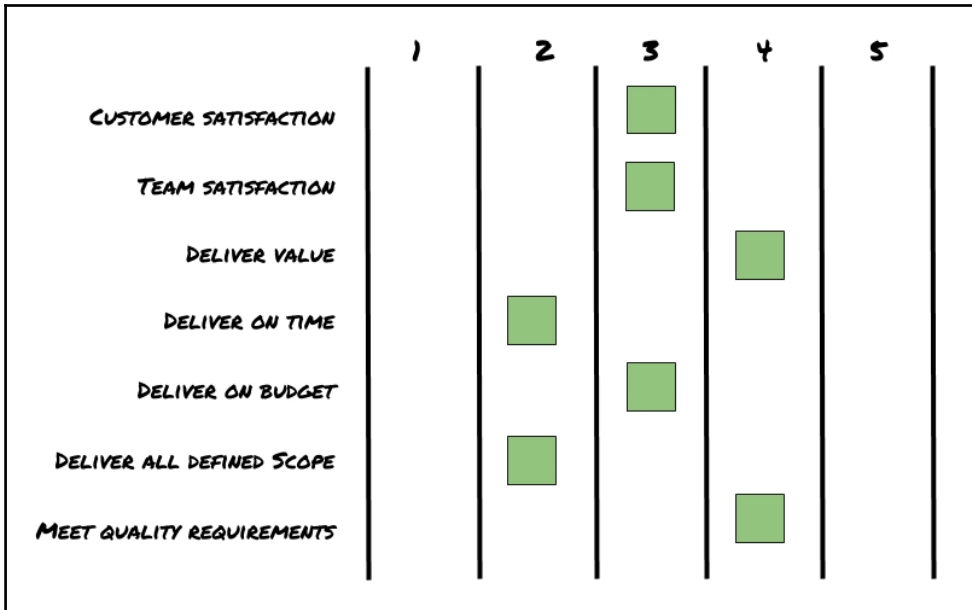 1 2 3 4 5
CUSTOMER SATISFACTION
TEAM SATISFACTION
DELIVER VALUE
DELIVER ON TIME
DELIVER ON BUDGET
DELIVER ALL DEFINED SCOPE
MEET QUALITY REQUIREMENTS